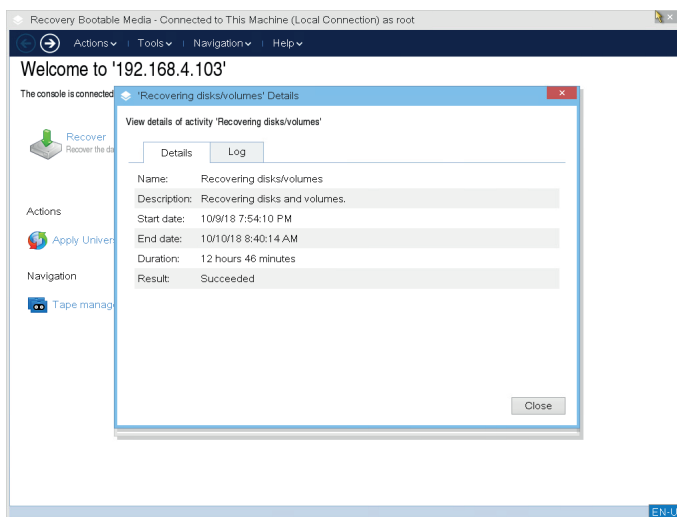 Recovery Bootable Media - Connected to This Machine (Local Connection) as root
Actions Tools Navigation Help
Welcome to '192.168.4.103'
The console is connected
'Recovering disks/volumes' Details
View details of activity 'Recovering disks/volumes'
Recover
Recover the da
Details Log
Name: Recovering disks/volumes
Description: Recovering disks and volumes.
Start date: 10/9/18 7:54:10 PM
End date: 10/10/18 8:40:14 AM
Duration: 12 hours 46 minutes
Result: Succeeded
Actions
Apply Univer
Navigation
Tape manag
Close
EN-U